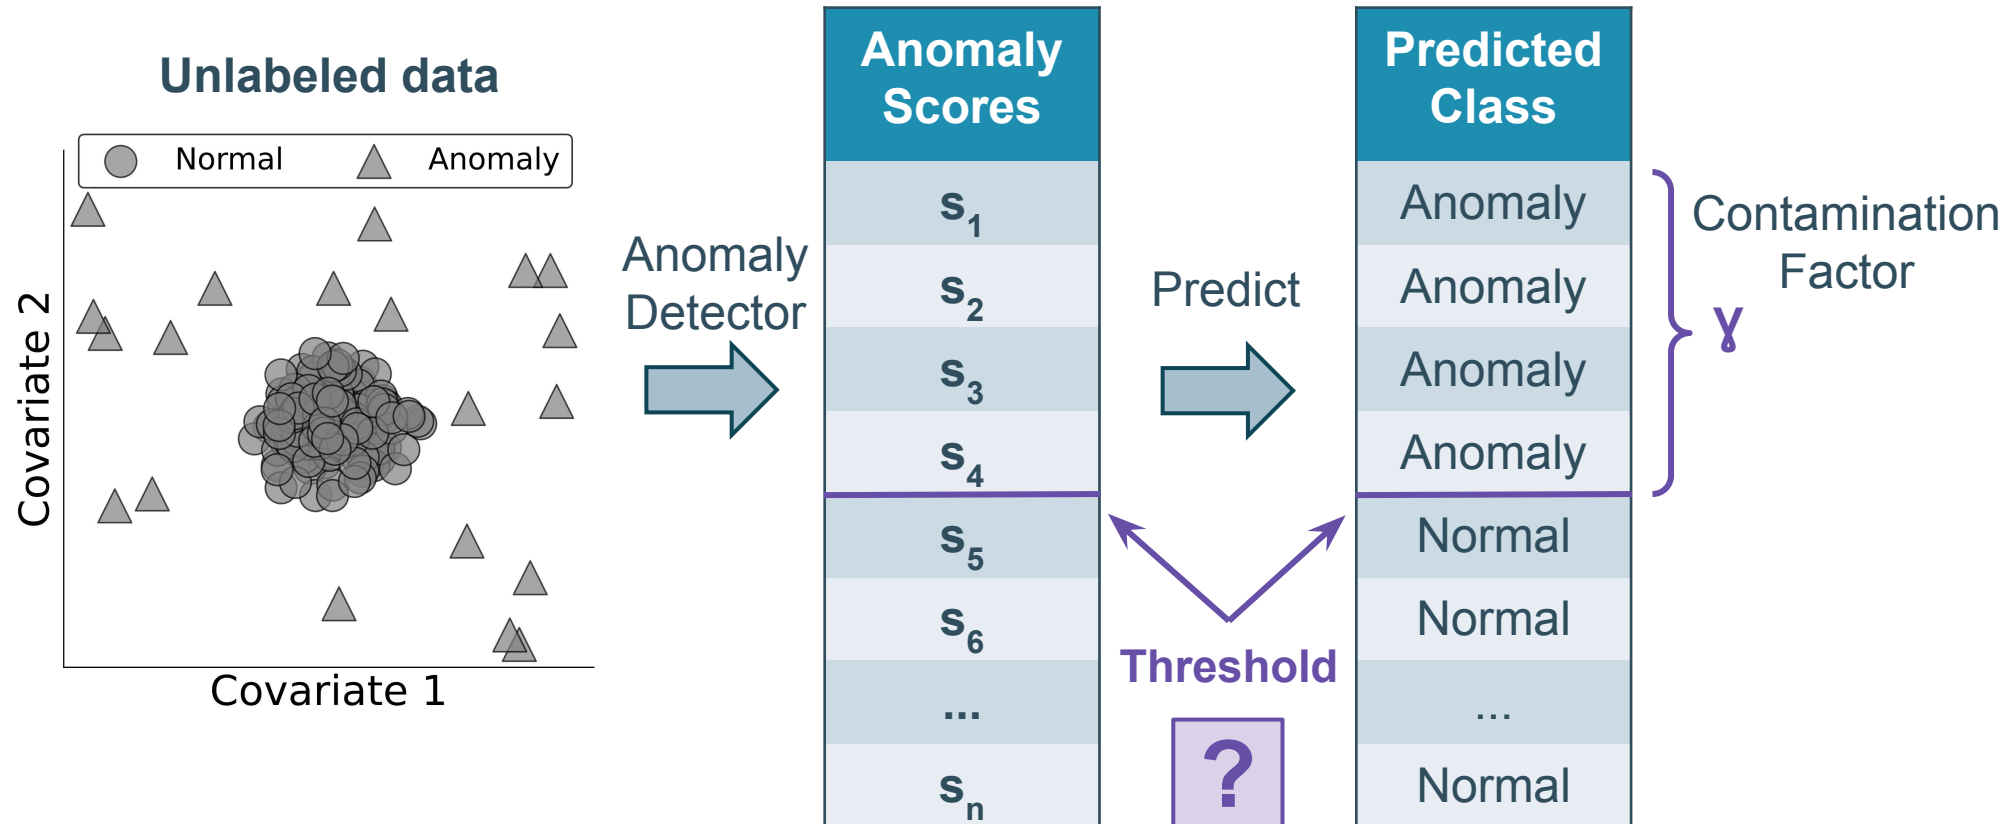 Unlabeled data
Normal
Anomaly
Covariate 2
Covariate 1
Anomaly
Detector
Anomaly
Scores
s1
s2
s3
s4
s5
s6
...
sn
Predict
Threshold
?
Predicted
Class
Anomaly
Anomaly
Anomaly
Anomaly
Normal
Normal
...
Normal
Contamination
Factor
γ